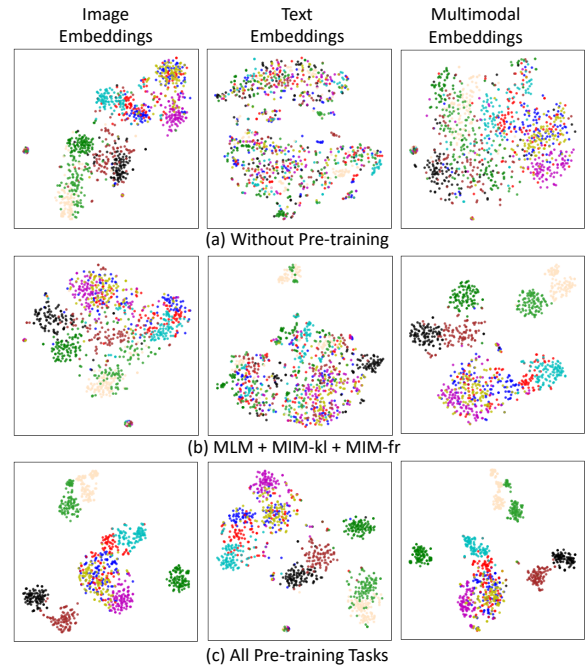 Image Embeddings
Text Embeddings
Multimodal Embeddings
(a) Without Pre-training
(b) MLM + MIM-kl + MIM-fr
(c) All Pre-training Tasks